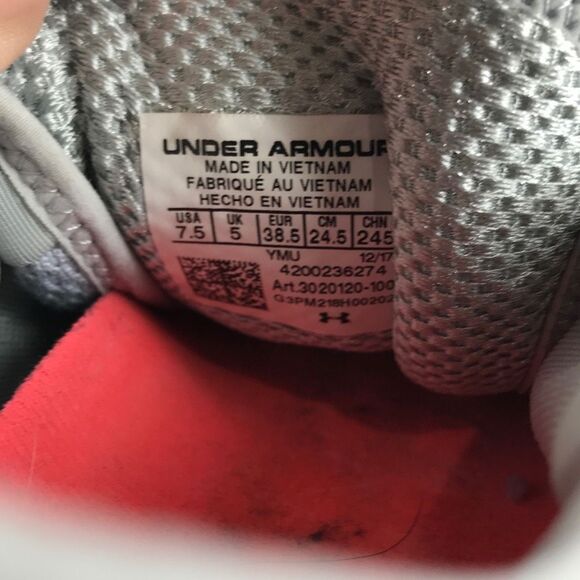 UNDER ARMOUR
MADE IN VIETNAM
FABRIQUÉ AU VIETNAM
HECHO EN VIETNAM
USA UK EUR CM CHN
7.5 5 38.5 24.5 245
YMU 12/17
4200236274
Art.3020120-100
G3PM218H00202